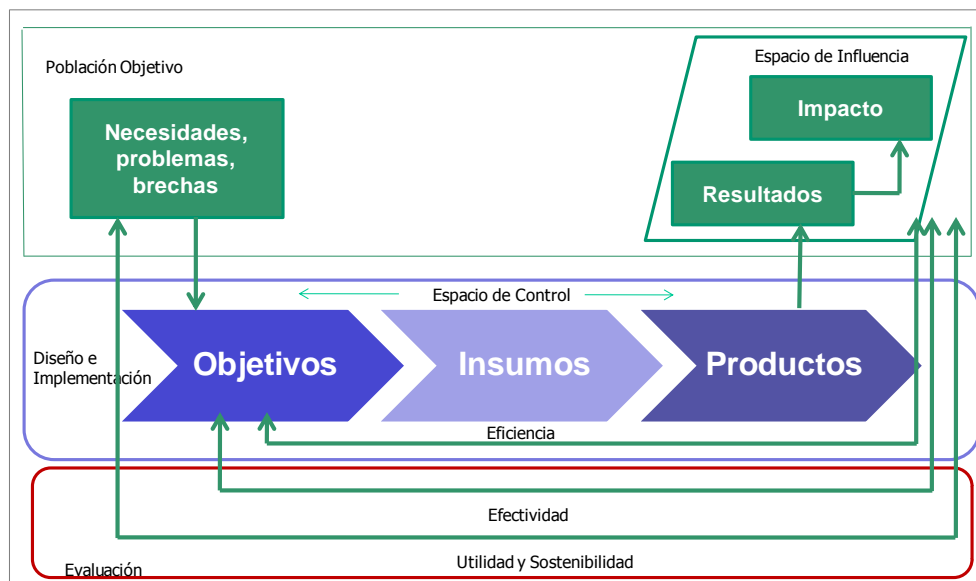 Población Objetivo
Necesidades,
problemas,
brechas
Espacio de Influencia
Impacto
Resultados
Espacio de Control
Diseño e
Implementación
Objetivos
Insumos
Productos
Eficiencia
Efectividad
Utilidad y Sostenibilidad
Evaluación